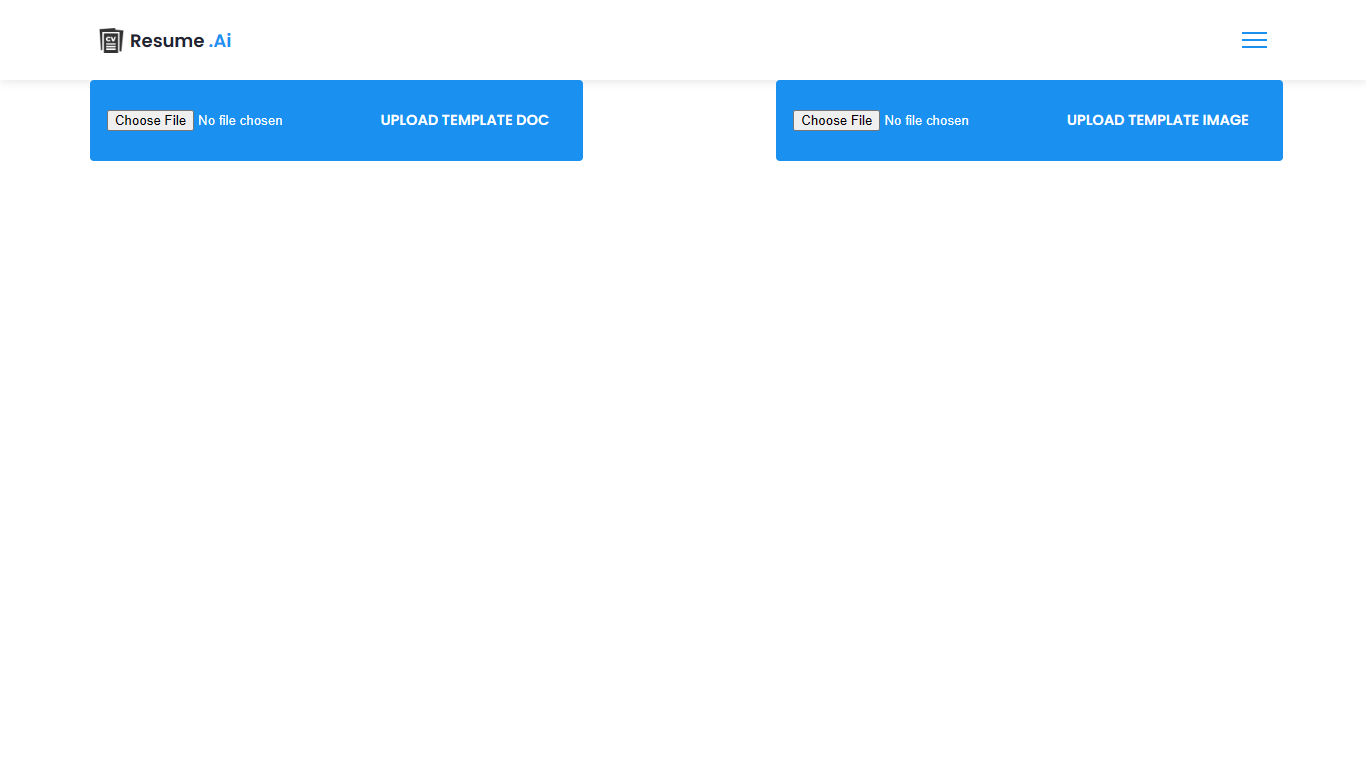 CV Resume .Ai
Choose File No file chosen UPLOAD TEMPLATE DOC
Choose File No file chosen UPLOAD TEMPLATE IMAGE